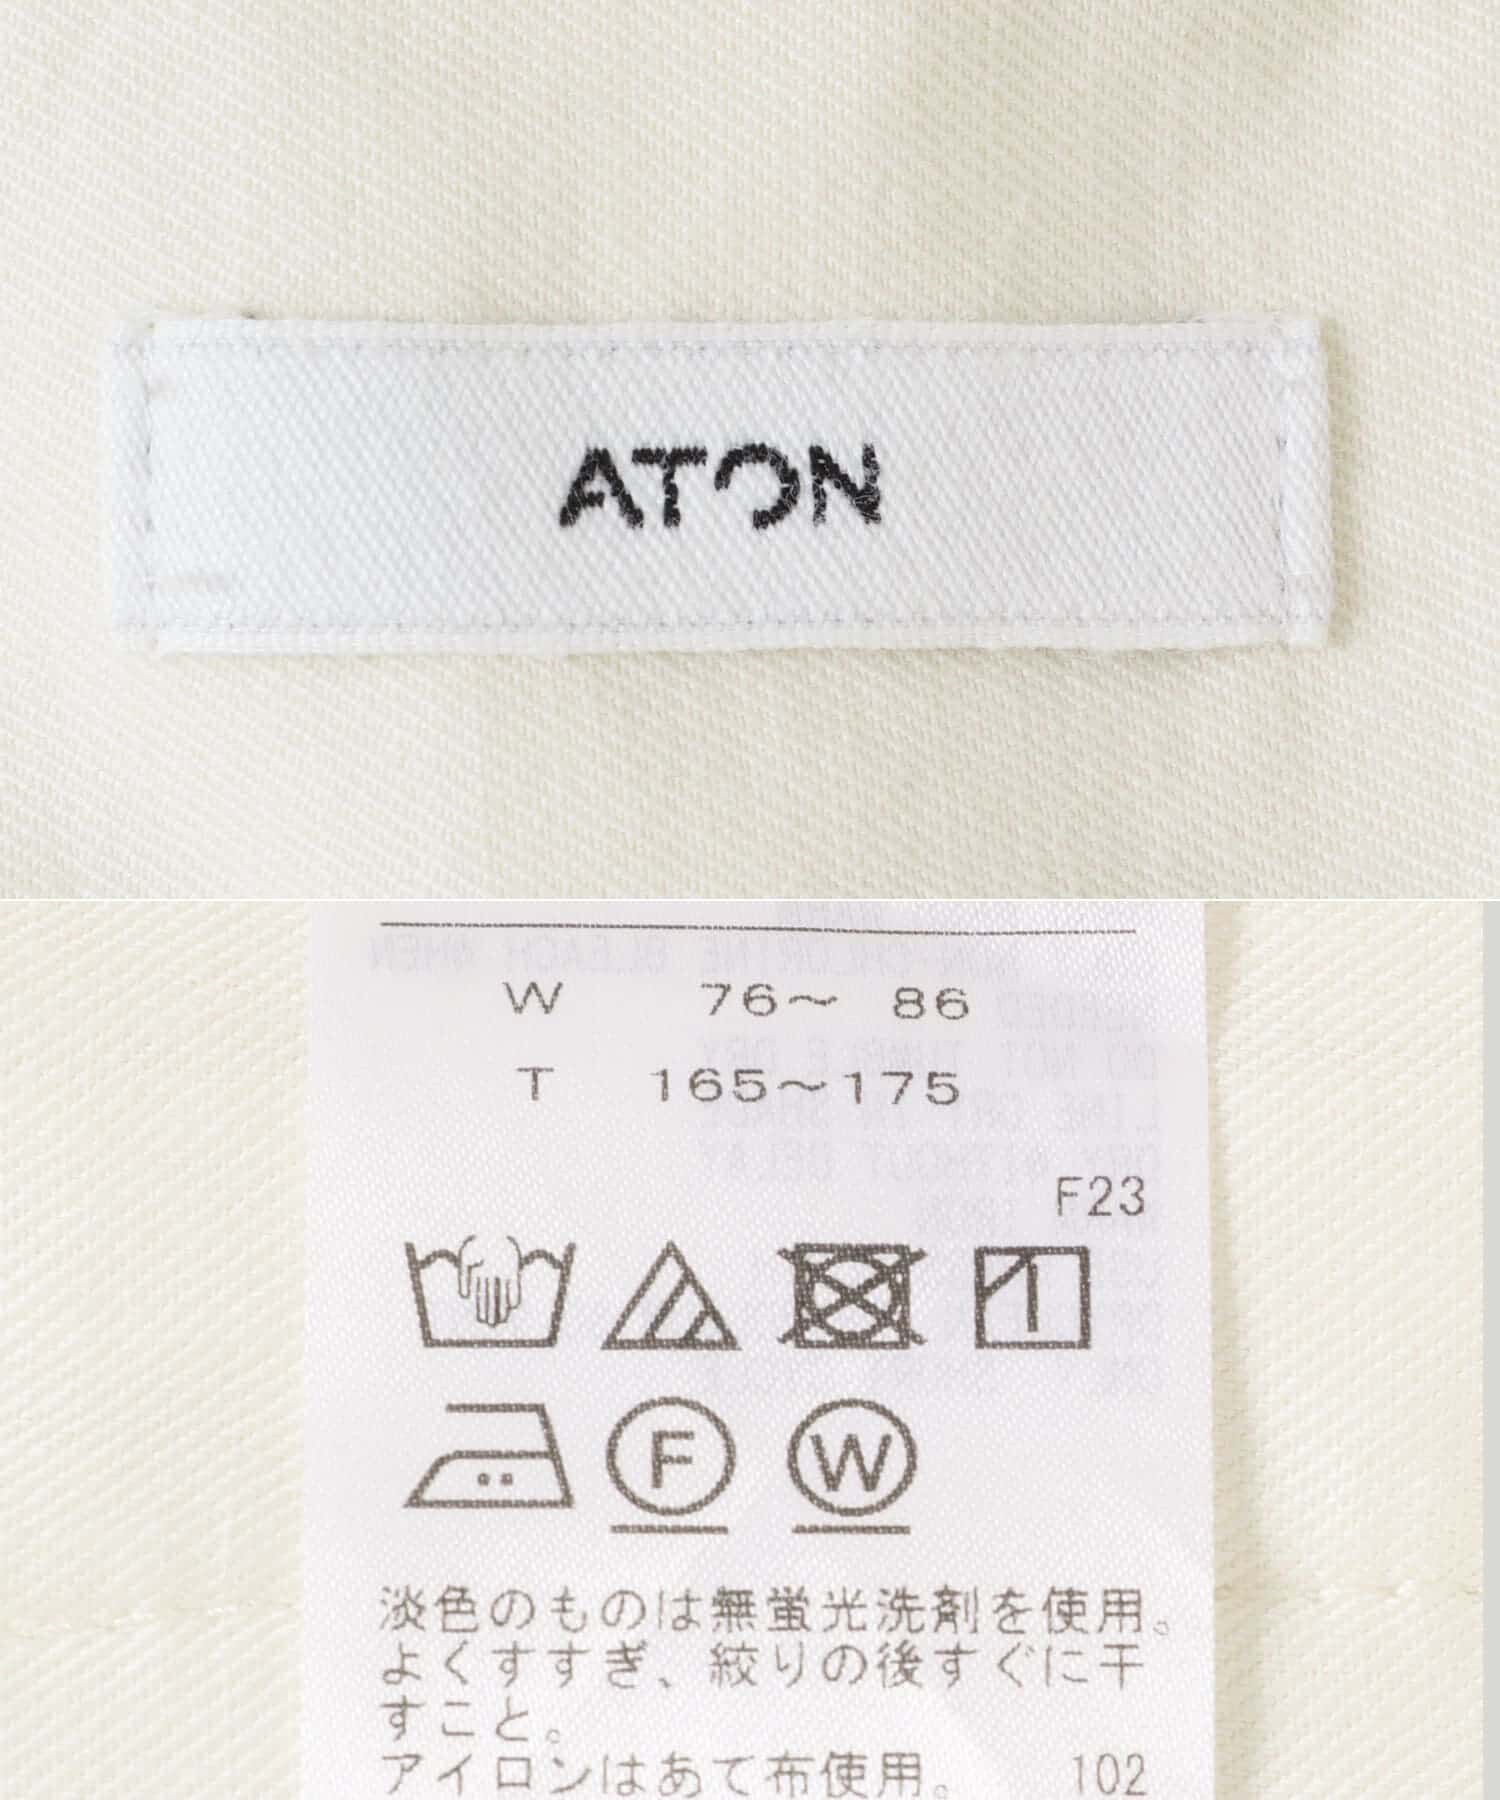 ATON
W 76～ 86
T 165～175
F23
F W
淡色のものは無蛍光洗剤を使用。
よくすすぎ、絞りの後すぐに干
すこと。
アイロンはあて布使用。 102